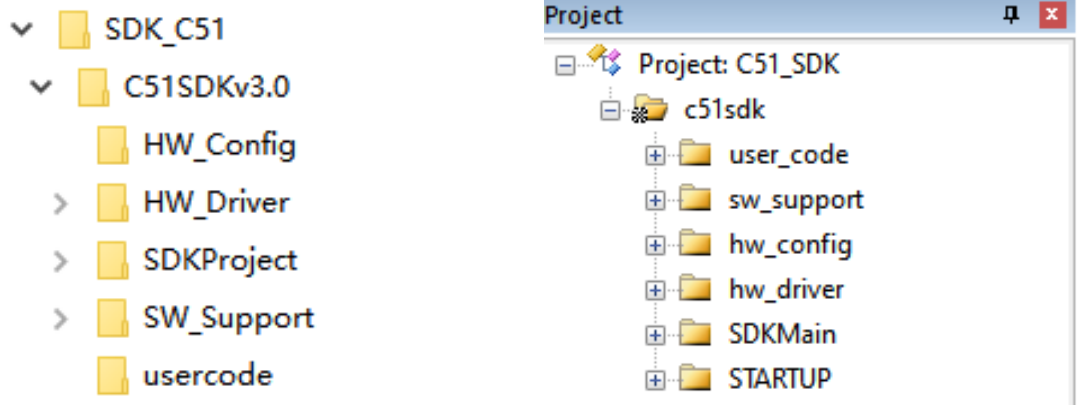 SDK_C51
C51SDKv3.0
HW_Config
HW_Driver
SDKProject
SW_Support
usercode
Project
Project: C51_SDK
c51sdk
user_code
sw_support
hw_config
hw_driver
SDKMain
STARTUP